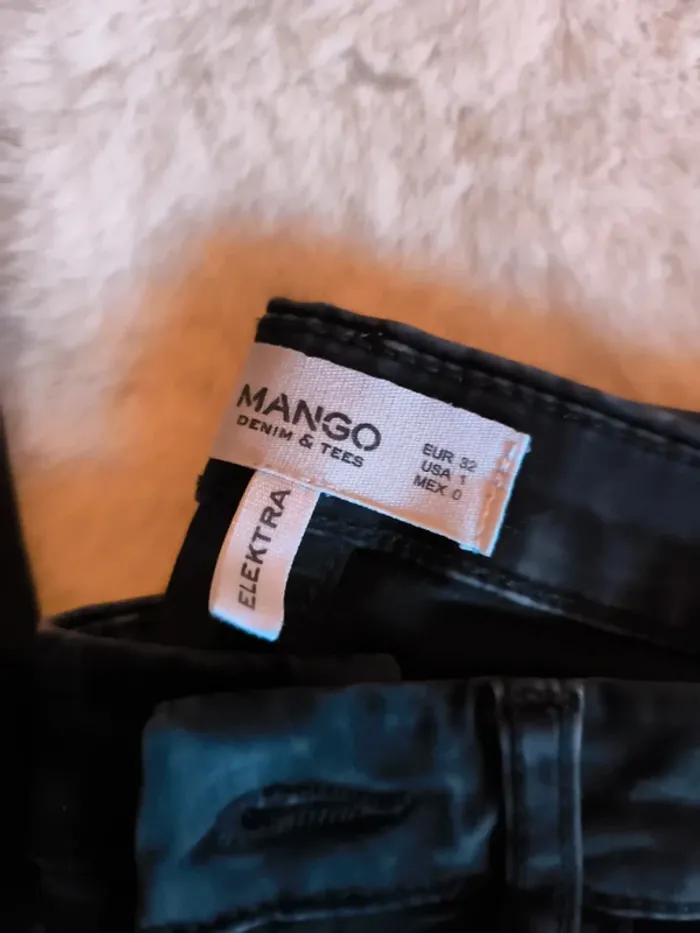 MANGO
DENIM & TEES
EUR 32
USA 1
MEX 0
ELEKTRA